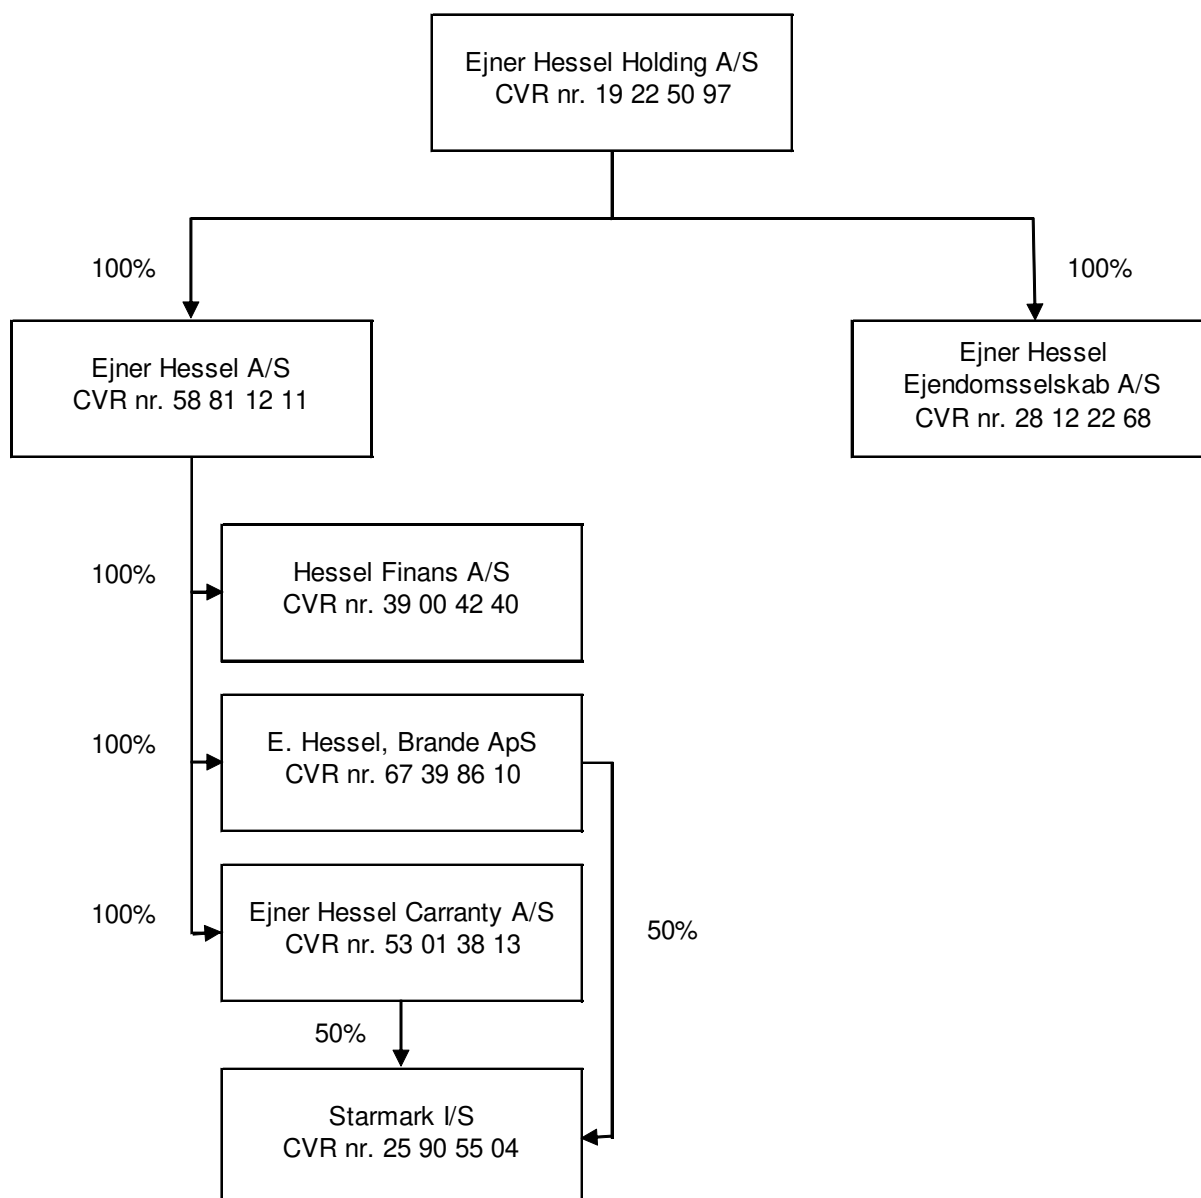 Ejner Hessel Holding A/S
CVR nr. 19 22 50 97
100%
100%
Ejner Hessel A/S
CVR nr. 58 81 12 11
Ejner Hessel
Ejendomsselskab A/S
CVR nr. 28 12 22 68
100%
Hessel Finans A/S
CVR nr. 39 00 42 40
100%
E. Hessel, Brande ApS
CVR nr. 67 39 86 10
100%
Ejner Hessel Carranty A/S
CVR nr. 53 01 38 13
50%
50%
Starmark I/S
CVR nr. 25 90 55 04